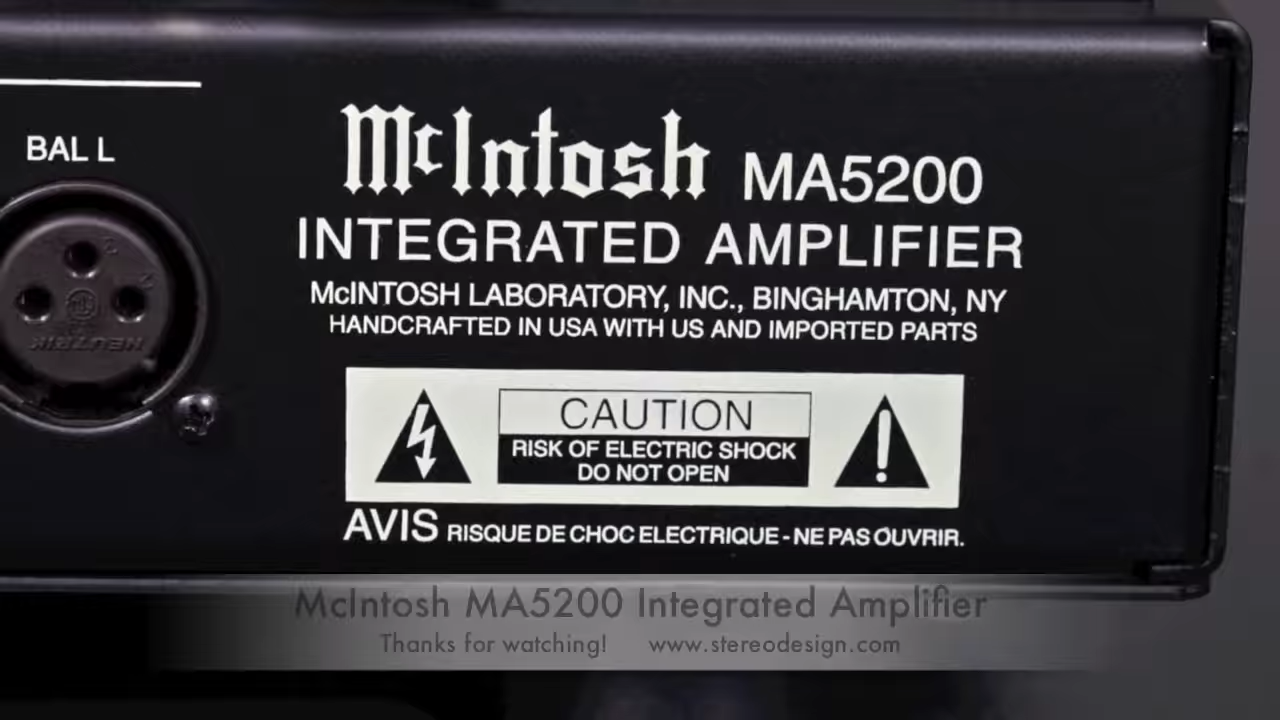 BAL L
McIntosh MA5200
INTEGRATED AMPLIFIER
McINTOSH LABORATORY, INC., BINGHAMTON, NY
HANDCRAFTED IN USA WITH US AND IMPORTED PARTS
CAUTION
RISK OF ELECTRIC SHOCK
DO NOT OPEN
AVIS RISQUE DE CHOC ELECTRIQUE - NE PAS OUVRIR.
NEUTRIK
McIntosh MA5200 Integrated Amplifier
Thanks for watching! www.stereodesign.com